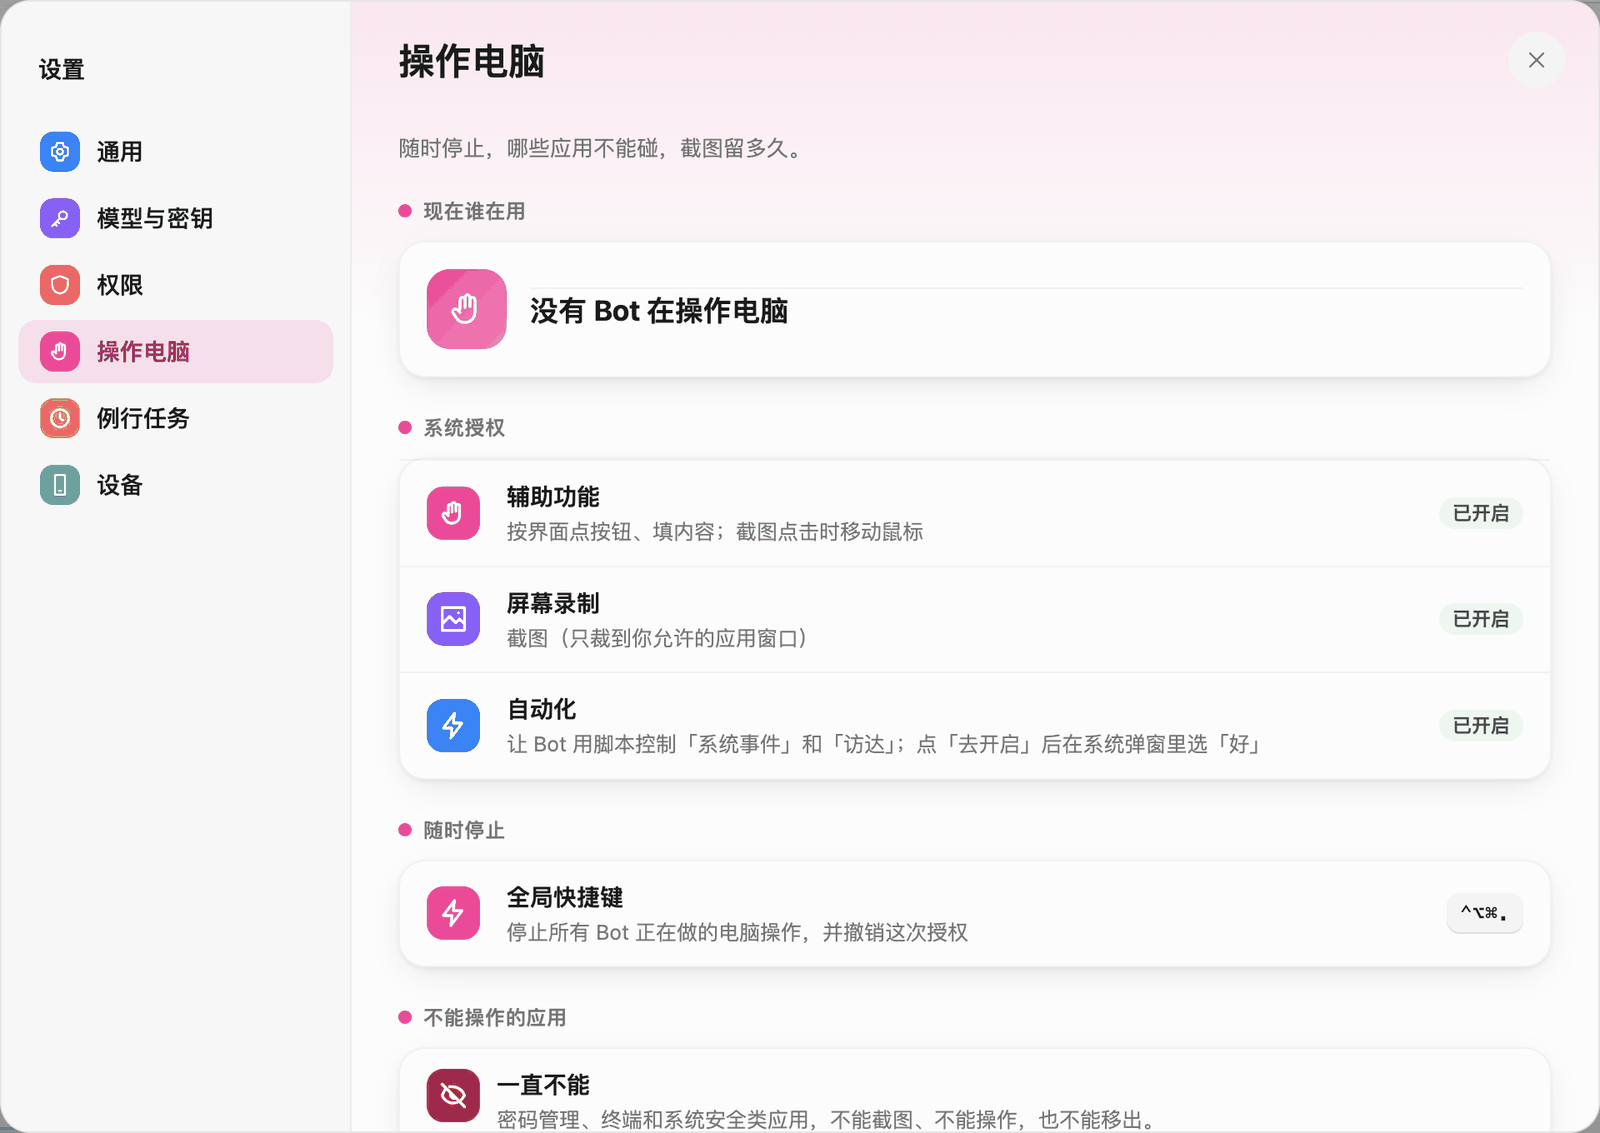 设置
通用
模型与密钥
权限
操作电脑
例行任务
设备
操作电脑
随时停止，哪些应用不能碰，截图留多久。
现在谁在用
没有 Bot 在操作电脑
系统授权
辅助功能
按界面点按钮、填内容；截图点击时移动鼠标
已开启
屏幕录制
截图（只裁到你允许的应用窗口）
已开启
自动化
让 Bot 用脚本控制「系统事件」和「访达」；点「去开启」后在系统弹窗里选「好」
已开启
随时停止
全局快捷键
停止所有 Bot 正在做的电脑操作，并撤销这次授权
^⌥⌘.
不能操作的应用
一直不能
密码管理、终端和系统安全类应用，不能截图、不能操作，也不能移出。